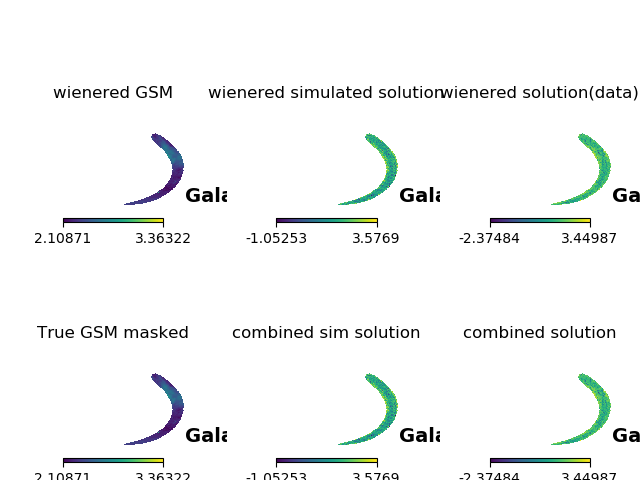 wienered GSM
wienered simulated solution
wienered solution(data)
Gala
Gala
Ga
2.10871 3.36322
-1.05253 3.5769
-2.37484 3.44987
True GSM masked
combined sim solution
combined solution
Gala
Gala
Ga
2.10871 3.36322
-1.05253 3.5769
-2.37484 3.44987